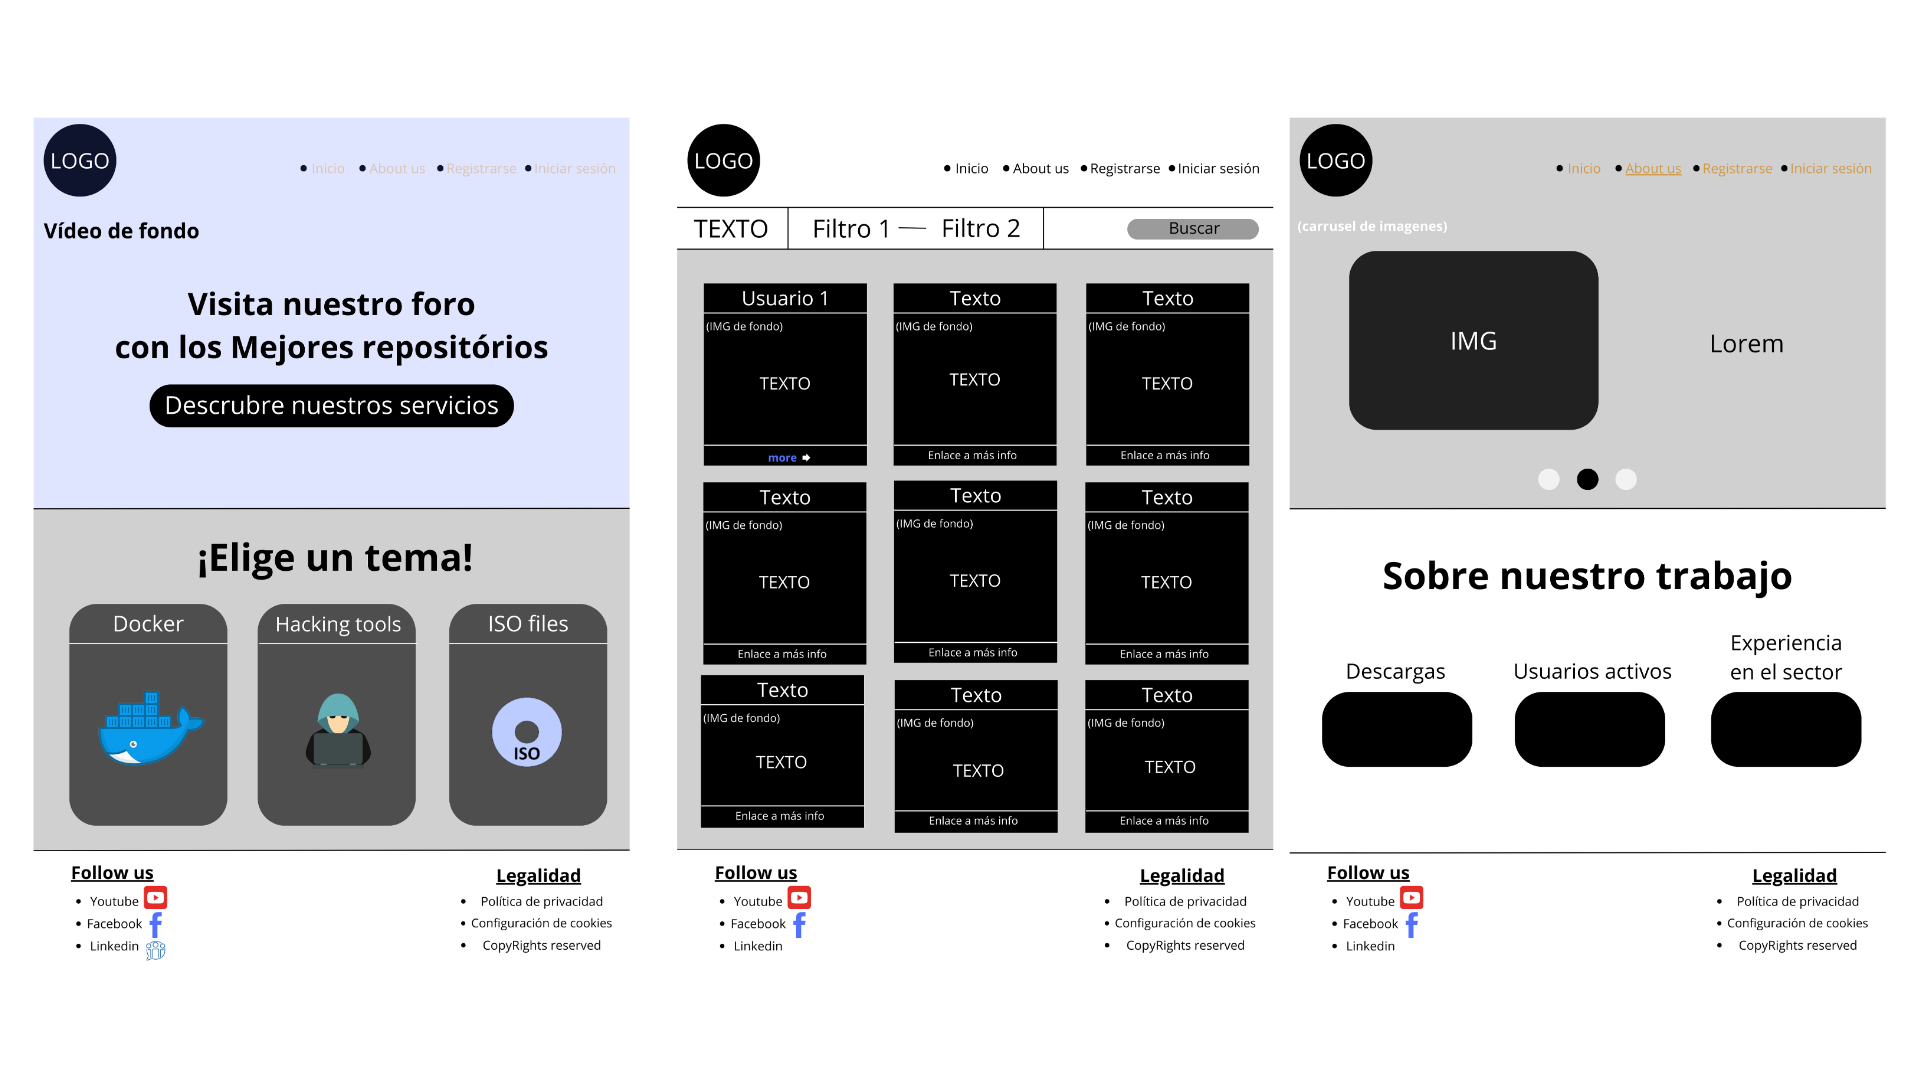 LOGO
Inicio
About us
Registrarse
Iniciar sesión
Vídeo de fondo
Visita nuestro foro
con los Mejores repositórios
Descrubre nuestros servicios
¡Elige un tema!
Docker
Hacking tools
ISO files
ISO
Follow us
Youtube
Facebook
Linkedin
Legalidad
Política de privacidad
Configuración de cookies
CopyRights reserved
LOGO
Inicio
About us
Registrarse
Iniciar sesión
TEXTO
Filtro 1
Filtro 2
Buscar
Usuario 1
(IMG de fondo)
TEXTO
more
Texto
(IMG de fondo)
TEXTO
Enlace a más info
Texto
(IMG de fondo)
TEXTO
Enlace a más info
Texto
(IMG de fondo)
TEXTO
Enlace a más info
Texto
(IMG de fondo)
TEXTO
Enlace a más info
Texto
(IMG de fondo)
TEXTO
Enlace a más info
Texto
(IMG de fondo)
TEXTO
Enlace a más info
Texto
(IMG de fondo)
TEXTO
Enlace a más info
Texto
(IMG de fondo)
TEXTO
Enlace a más info
Follow us
Youtube
Facebook
Linkedin
Legalidad
Política de privacidad
Configuración de cookies
CopyRights reserved
LOGO
Inicio
About us
Registrarse
Iniciar sesión
(carrusel de imagenes)
IMG
Lorem
Sobre nuestro trabajo
Descargas
Usuarios activos
Experiencia
en el sector
Follow us
Youtube
Facebook
Linkedin
Legalidad
Política de privacidad
Configuración de cookies
CopyRights reserved